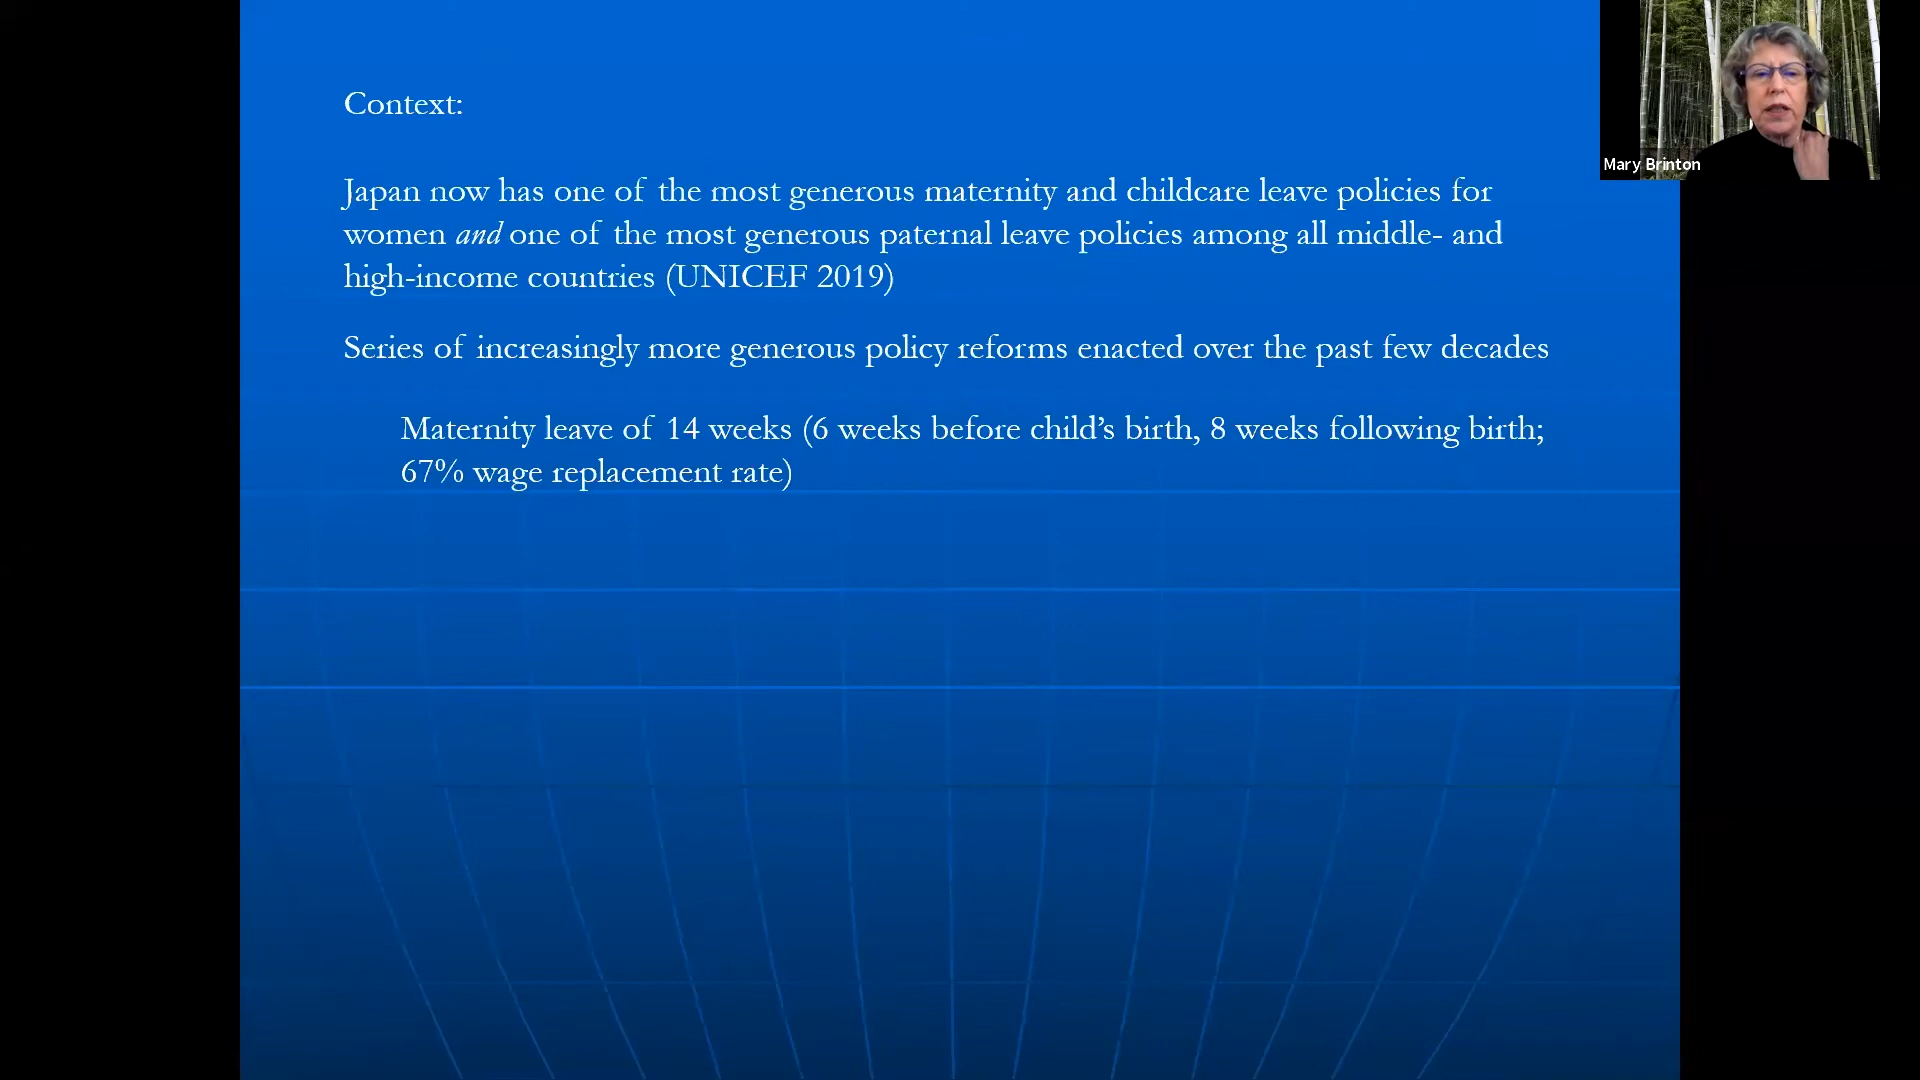 Context:
Japan now has one of the most generous maternity and childcare leave policies for
women and one of the most generous paternal leave policies among all middle- and
high-income countries (UNICEF 2019)
Series of increasingly more generous policy reforms enacted over the past few decades
Maternity leave of 14 weeks (6 weeks before child’s birth, 8 weeks following birth;
67% wage replacement rate)
Mary Brinton